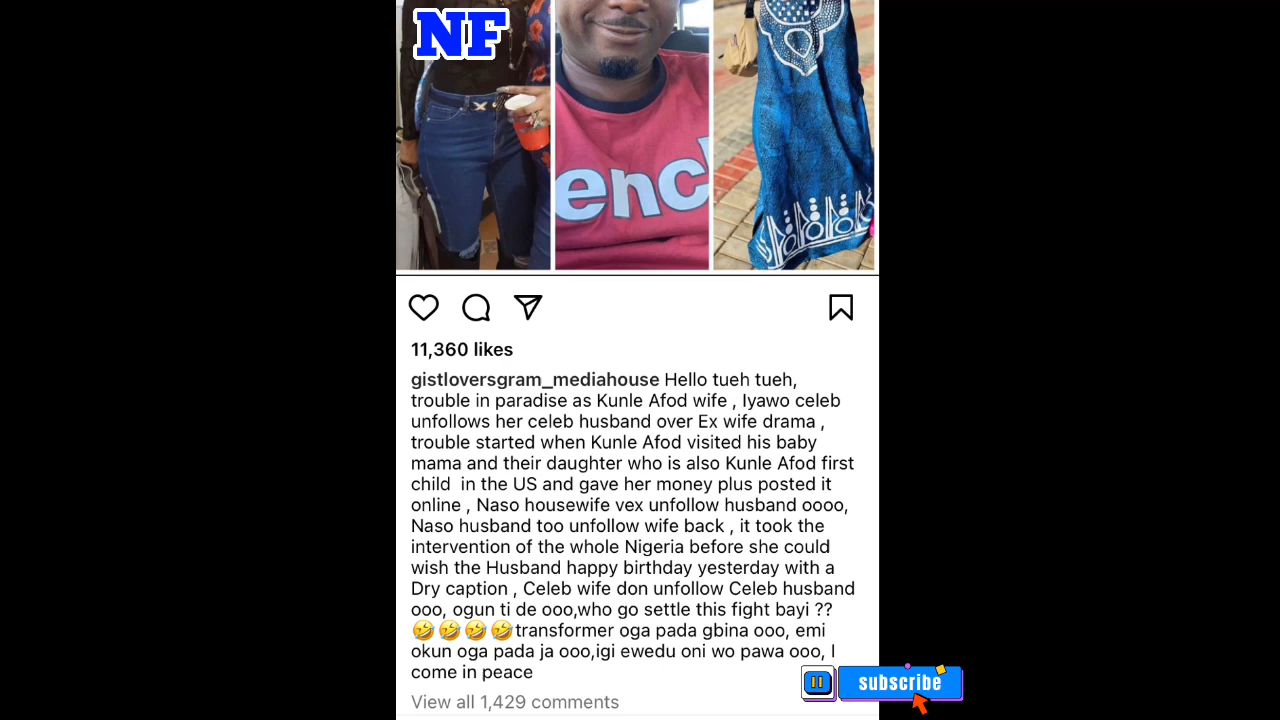 NF
enc
11,360 likes
gistloversgram_mediahouse Hello tueh tueh,
trouble in paradise as Kunle Afod wife , Iyawo celeb
unfollows her celeb husband over Ex wife drama ,
trouble started when Kunle Afod visited his baby
mama and their daughter who is also Kunle Afod first
child  in the US and gave her money plus posted it
online , Naso housewife vex unfollow husband oooo,
Naso husband too unfollow wife back , it took the
intervention of the whole Nigeria before she could
wish the Husband happy birthday yesterday with a
Dry caption , Celeb wife don unfollow Celeb husband
ooo, ogun ti de ooo,who go settle this fight bayi ??
🤣🤣🤣🤣transformer oga pada gbina ooo, emi
okun oga pada ja ooo,igi ewedu oni wo pawa ooo, I
come in peace
View all 1,429 comments
subscribe